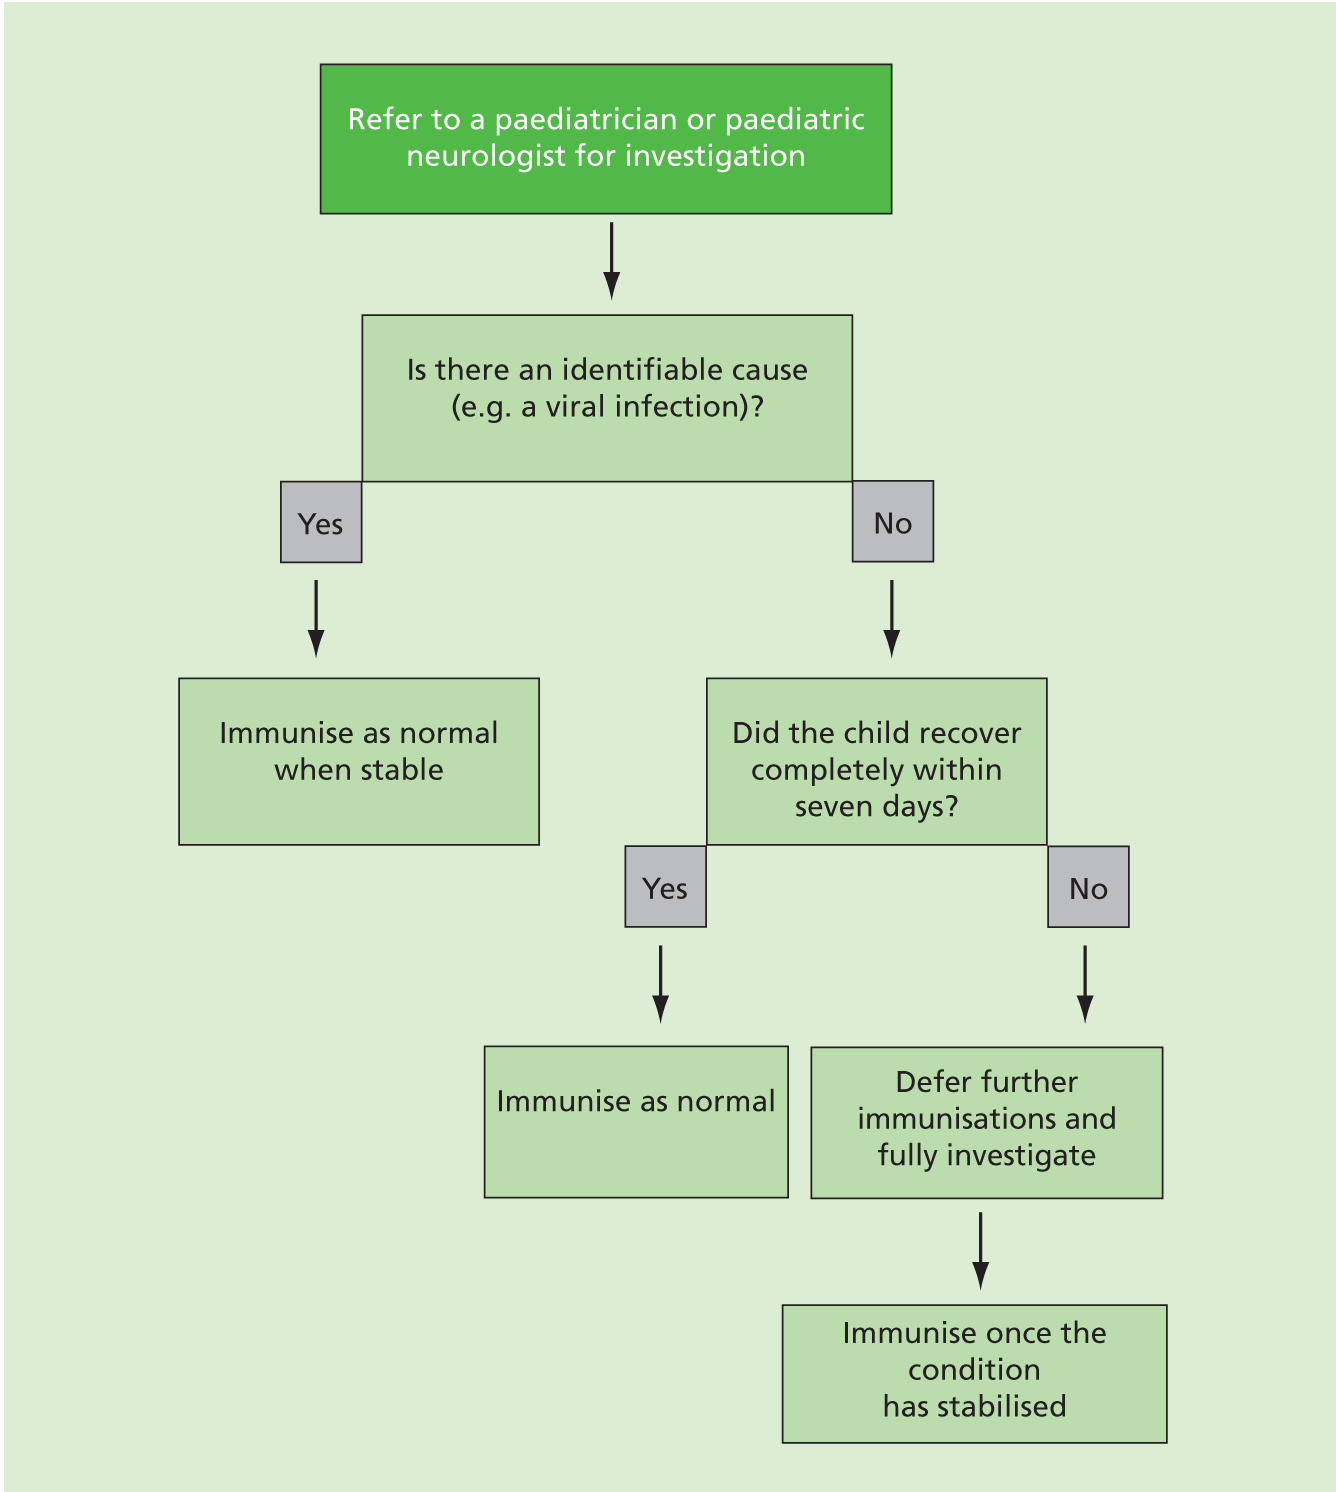 Refer to a paediatrician or paediatric
neurologist for investigation
Is there an identifiable cause
(e.g. a viral infection)?
Yes
No
Immunise as normal
when stable
Did the child recover
completely within
seven days?
Yes
No
Immunise as normal
Defer further
immunisations and
fully investigate
Immunise once the
condition
has stabilised